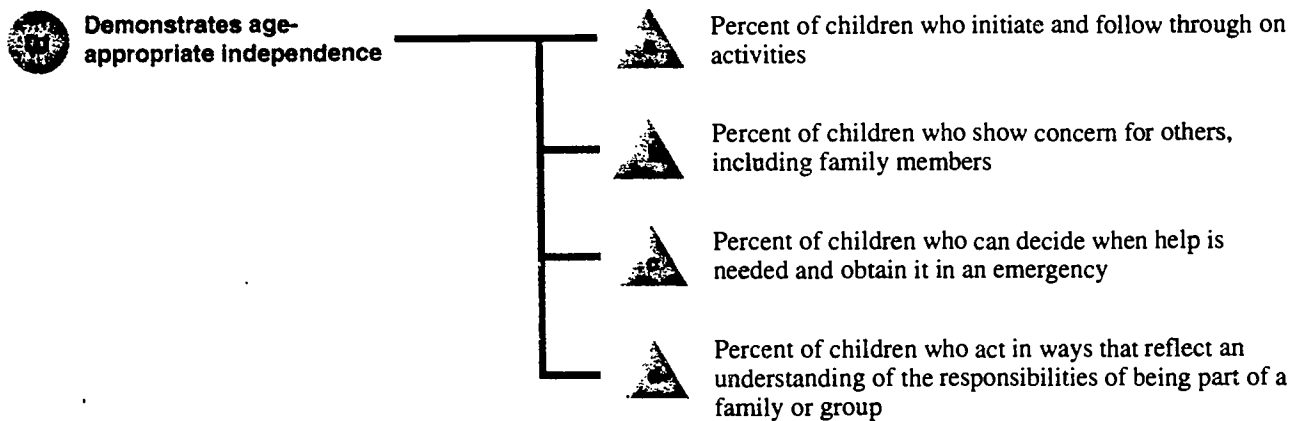 Demonstrates age-
appropriate independence
Percent of children who initiate and follow through on
activities
Percent of children who show concern for others,
including family members
Percent of children who can decide when help is
needed and obtain it in an emergency
Percent of children who act in ways that reflect an
understanding of the responsibilities of being part of a
family or group